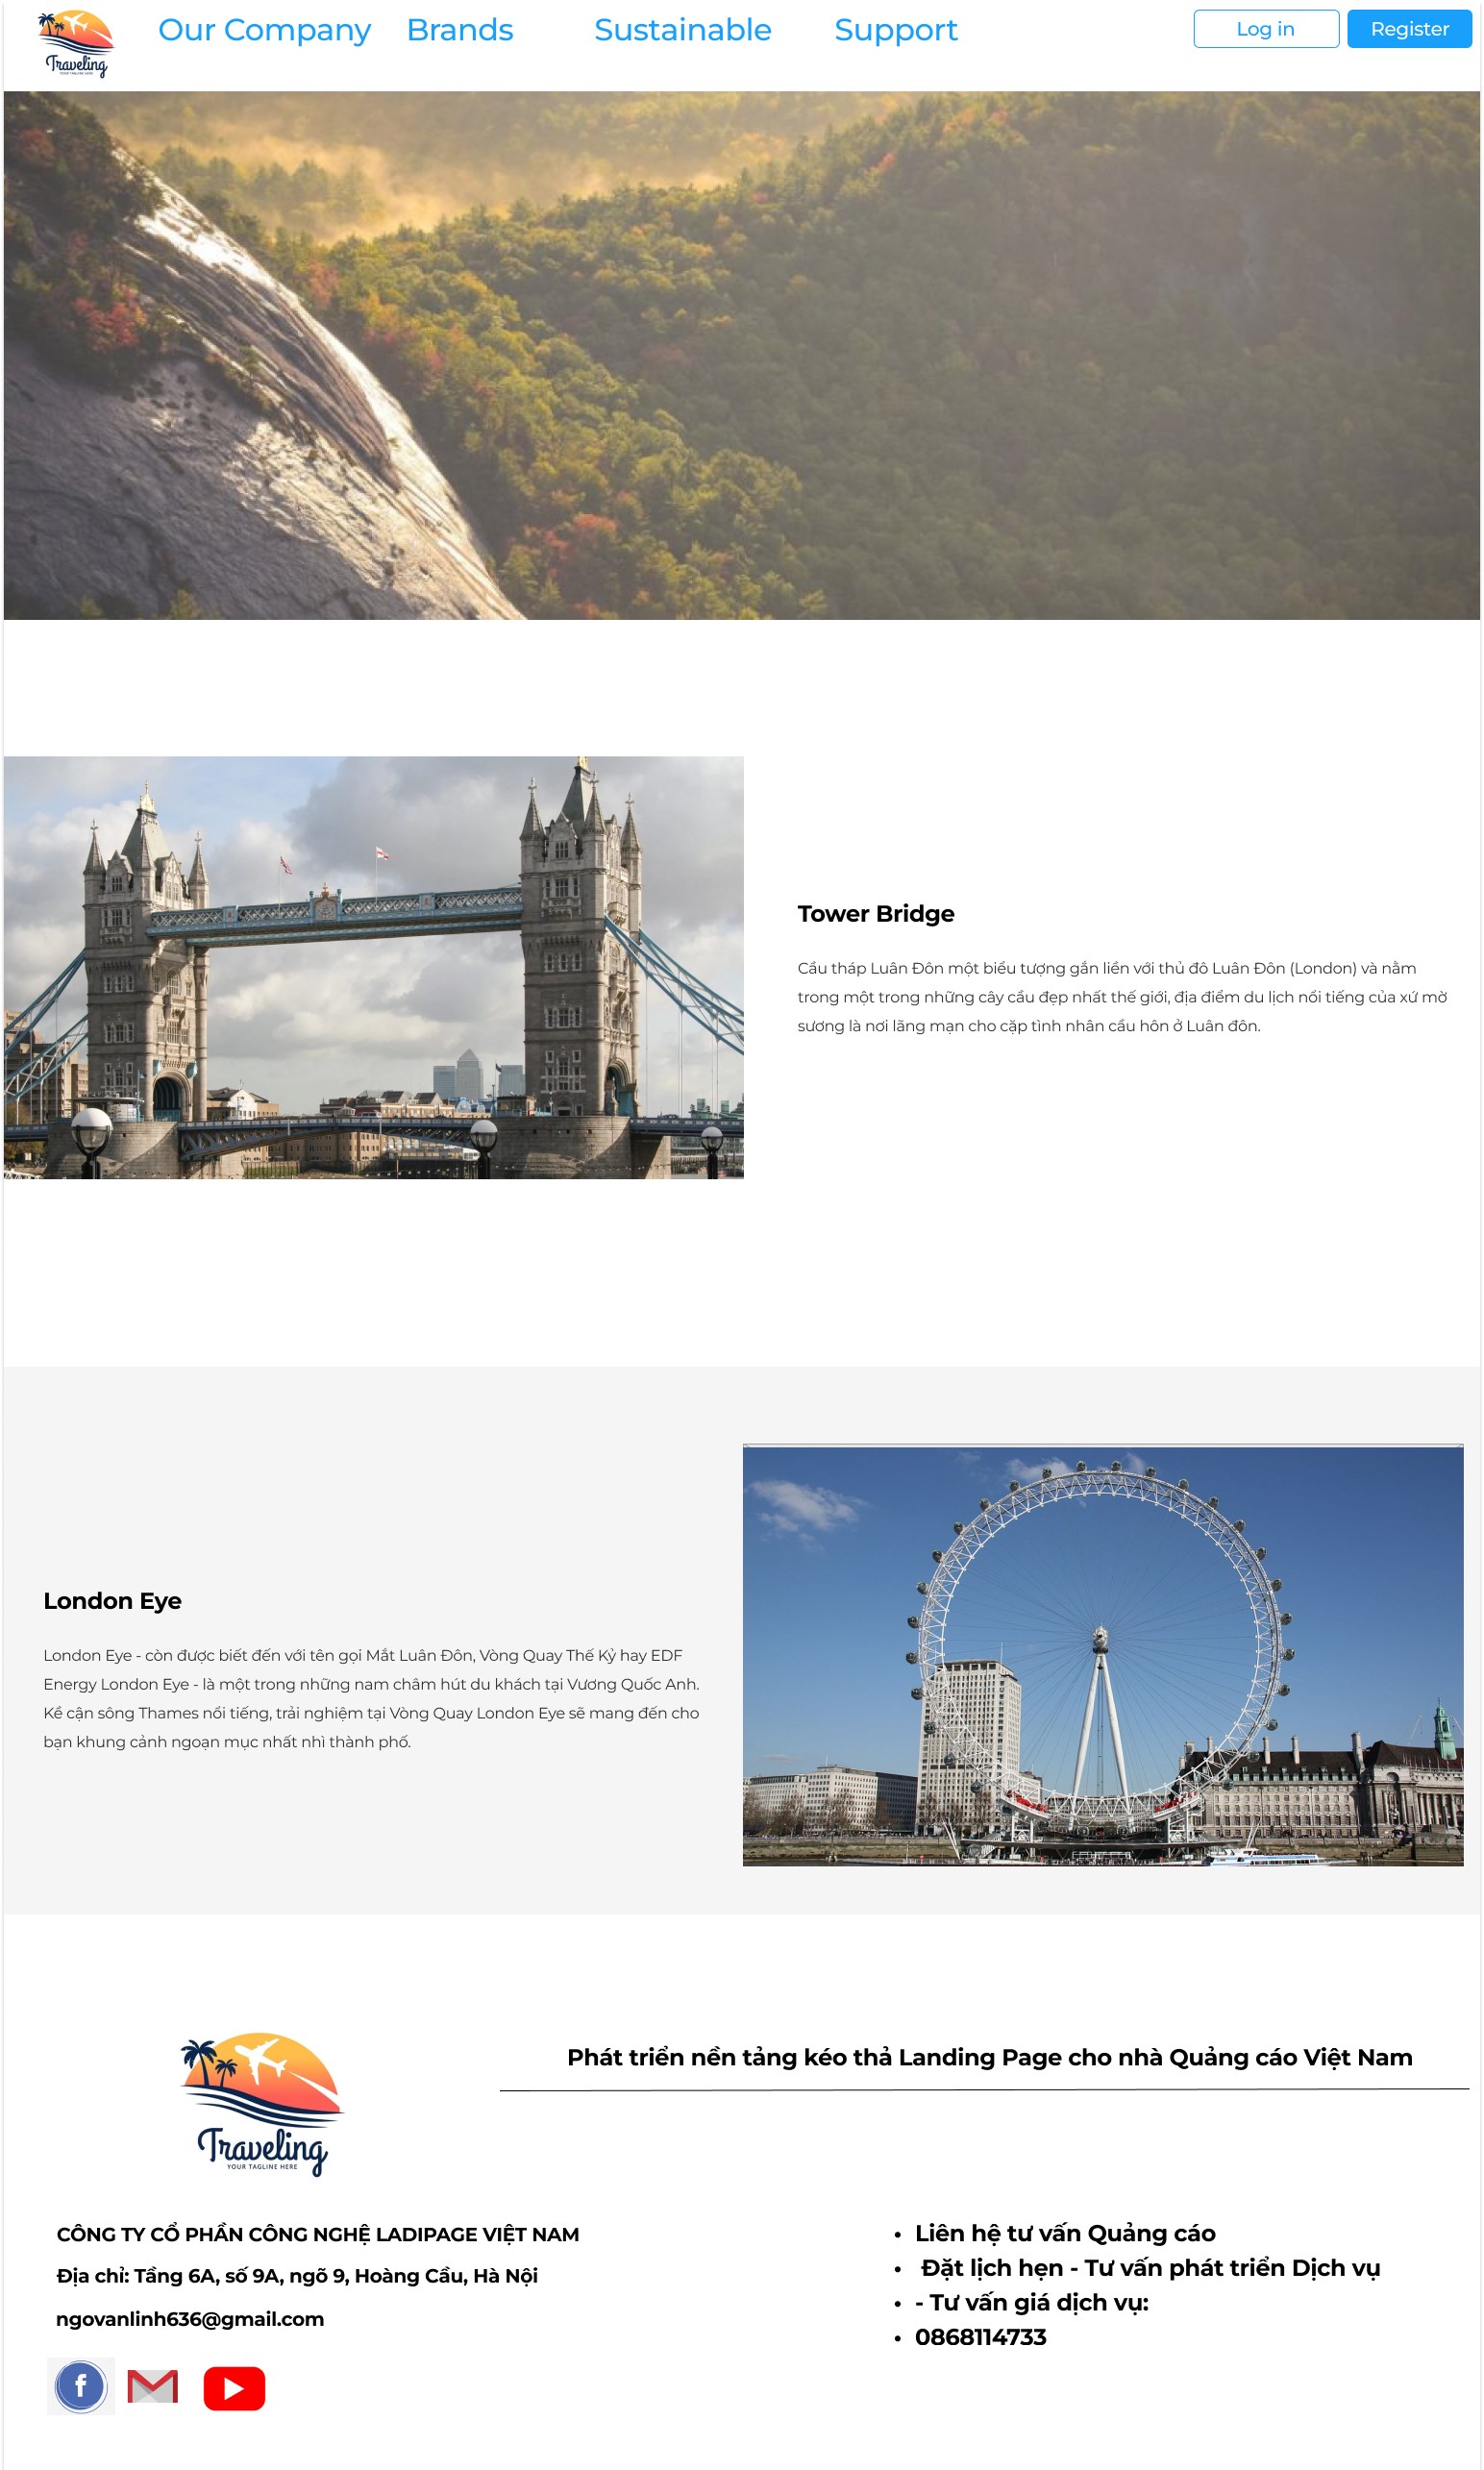 Traveling
YOUR TAGLINE HERE
Our Company
Brands
Sustainable
Support
Log in
Register
Tower Bridge
Cầu tháp Luân Đôn một biểu tượng gắn liền với thủ đô Luân Đôn (London) và nằm
trong một trong những cây cầu đẹp nhất thế giới, địa điểm du lịch nổi tiếng của xứ mờ
sương là nơi lãng mạn cho cặp tình nhân cầu hôn ở Luân đôn.
London Eye
London Eye - còn được biết đến với tên gọi Mắt Luân Đôn, Vòng Quay Thế Kỷ hay EDF
Energy London Eye - là một trong những nam châm hút du khách tại Vương Quốc Anh.
Kề cận sông Thames nổi tiếng, trải nghiệm tại Vòng Quay London Eye sẽ mang đến cho
bạn khung cảnh ngoạn mục nhất nhì thành phố.
Traveling
YOUR TAGLINE HERE
Phát triển nền tảng kéo thả Landing Page cho nhà Quảng cáo Việt Nam
CÔNG TY CỔ PHẦN CÔNG NGHỆ LADIPAGE VIỆT NAM
Địa chỉ: Tầng 6A, số 9A, ngõ 9, Hoàng Cầu, Hà Nội
ngovanlinh636@gmail.com
• Liên hệ tư vấn Quảng cáo
• Đặt lịch hẹn - Tư vấn phát triển Dịch vụ
• - Tư vấn giá dịch vụ:
• 0868114733